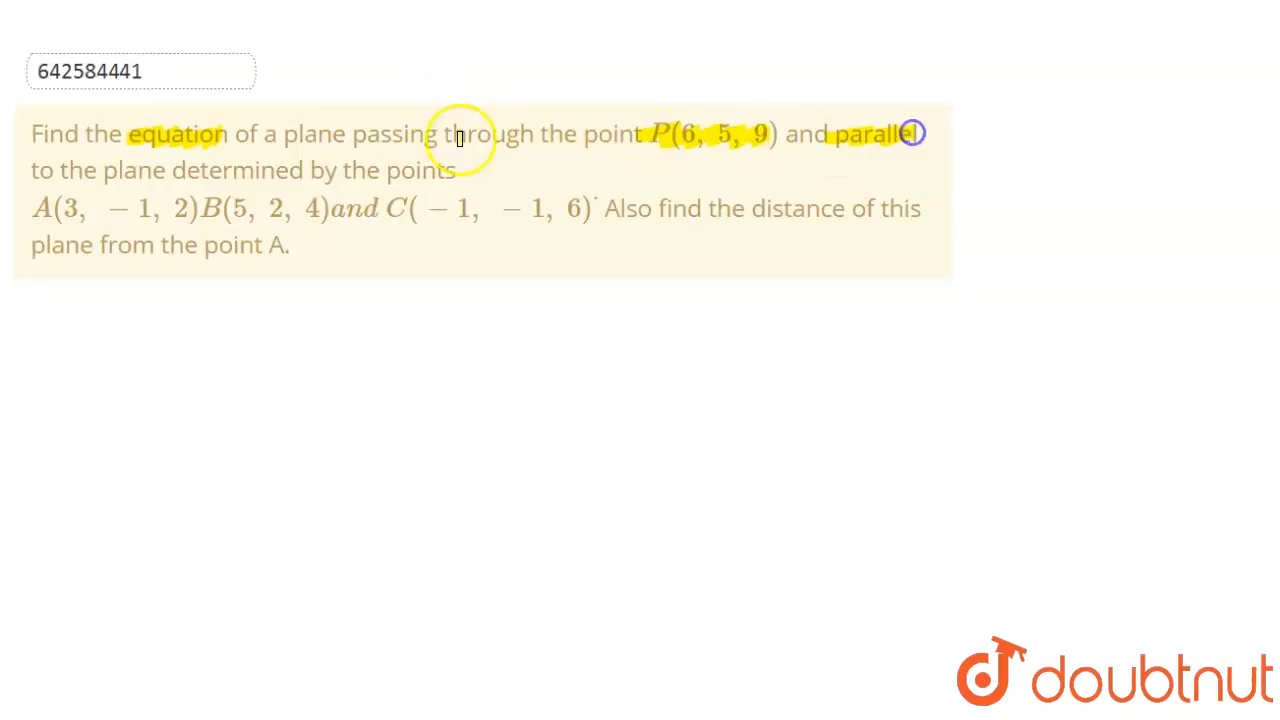 642584441
Find the equation of a plane passing through the point P(6, 5, 9) and parallel
to the plane determined by the points
A(3, −1, 2)B(5, 2, 4)and C(−1, −1, 6)˙ Also find the distance of this
plane from the point A.
doubtnut